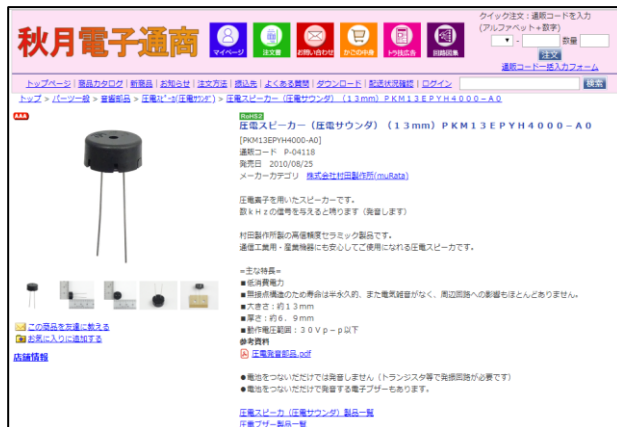 秋月電子通商
マイページ
注文書
お問い合わせ
かごの中身
トラ技広告
回路図集
クイック注文:通販コードを入力
(アルファベット+数字)
- 数量
注文
通販コード一括入力フォーム
トップページ | 商品カタログ | 新商品 | お知らせ | 注文方法 | 振込先 | よくある質問 | ダウンロード | 配送状況確認 | ログイン
検索
トップ > パーツ一般 > 音響部品 > 圧電スピーカ(圧電サウンダ) > 圧電スピーカー(圧電サウンダ)(13mm)PKM13EPYH4000-A0
AAA
RoHS2
圧電スピーカー(圧電サウンダ)(13mm)PKM13EPYH4000-A0
[PKM13EPYH4000-A0]
通販コード P-04118
発売日 2010/08/25
メーカーカテゴリ 株式会社村田製作所(muRata)
圧電素子を用いたスピーカーです。
数kHzの信号を与えると鳴ります(発音します)
村田製作所製の高信頼度セラミック製品です。
通信工業用・産業機器にも安心してご使用になれる圧電スピーカです。
=主な特長=
■低消費電力
■無接点構造のため寿命は半永久的、また電気雑音がなく、周辺回路への影響もほとんどありません。
■大きさ:約13mm
■厚さ:約6.9mm
■動作電圧範囲:30Vp-p以下
参考資料
圧電発音部品.pdf
●電池をつないだだけでは発音しません(トランジスタ等で発振回路が必要です)
●電池をつないだだけで発音する電子ブザーもあります。
圧電スピーカ(圧電サウンダ)製品一覧
圧電ブザー製品一覧
この商品を友達に教える
お気に入りに追加する
店舗情報